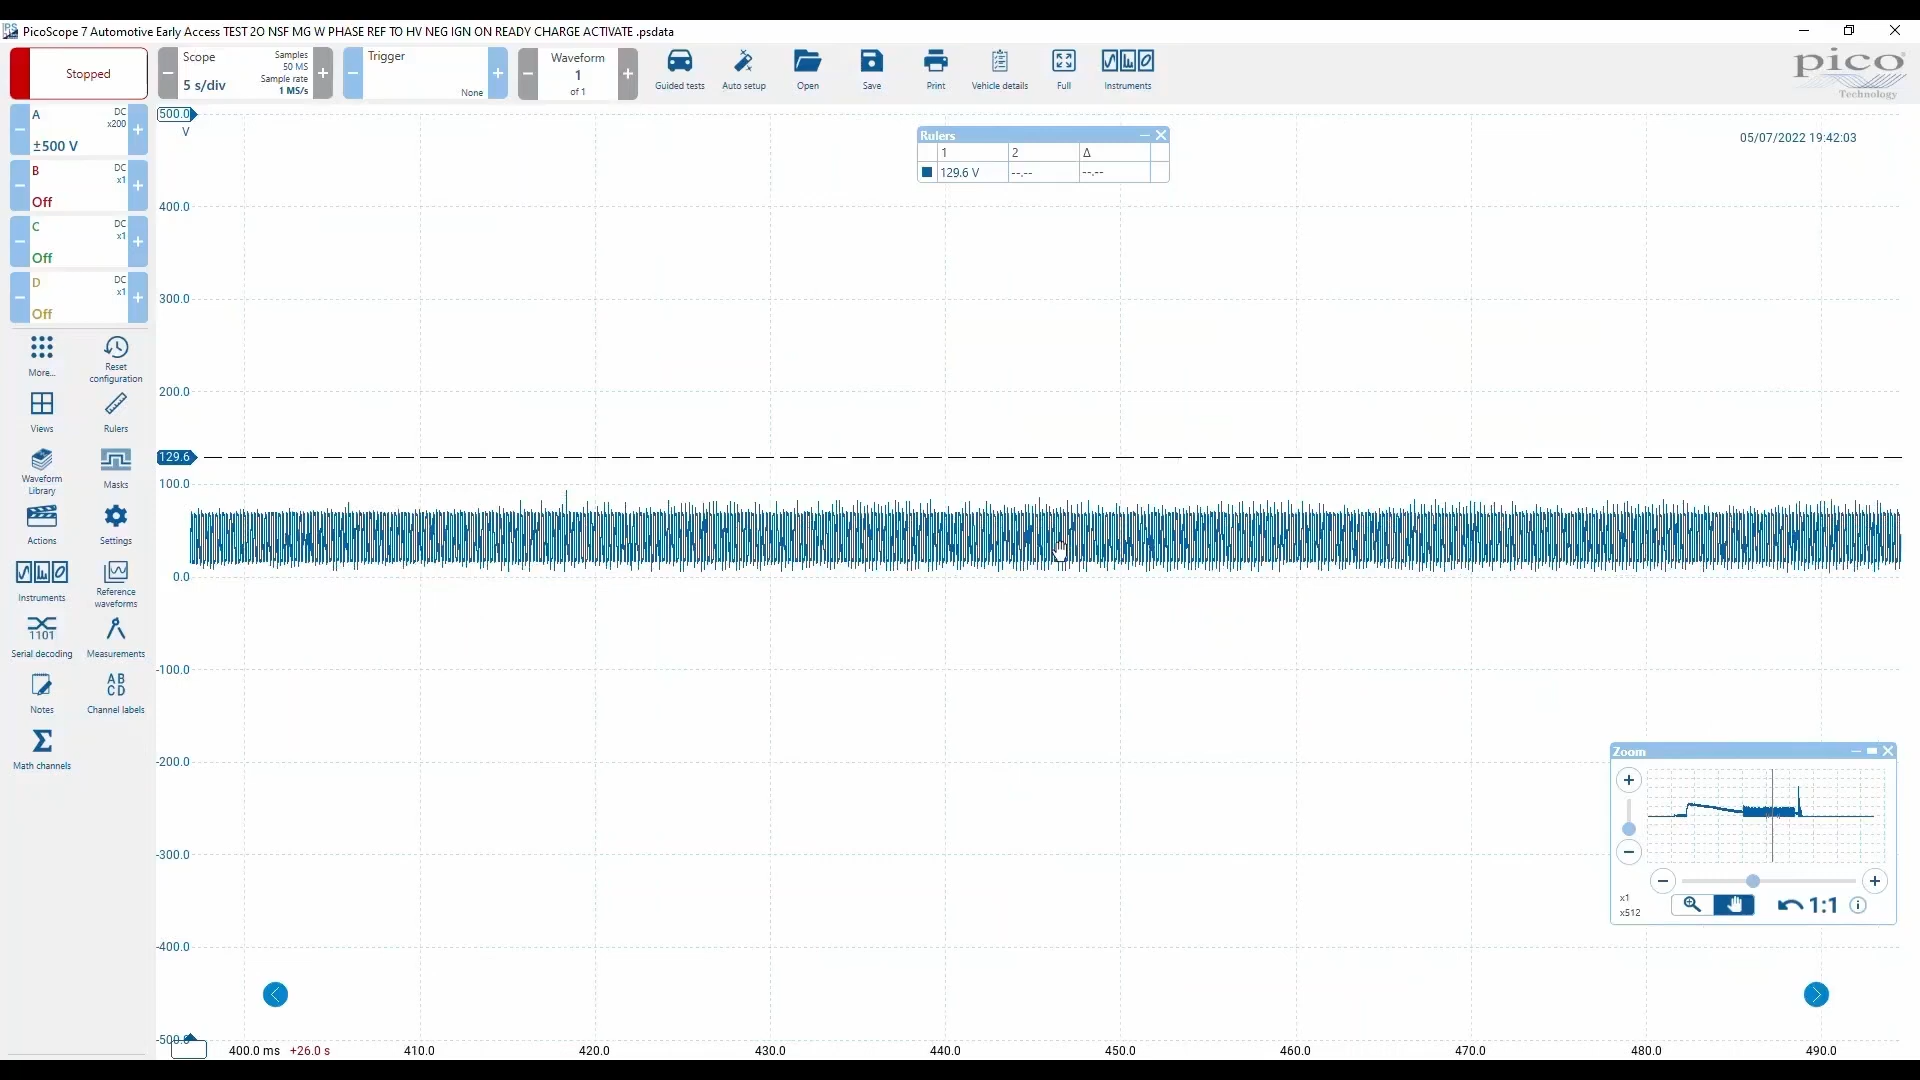 PicoScope 7 Automotive Early Access TEST 20 NSF MG W PHASE REF TO HV NEG IGN ON READY CHARGE ACTIVATE .psdata
Stopped
Scope
5 s/div
Samples
50 MS
Sample rate
1 MS/s
Trigger
None
Waveform
1
of 1
Guided tests
Auto setup
Open
Save
Print
Vehicle details
Full
Instruments
pico
Technology
A
DC
x200
±500 V
B
DC
x1
Off
C
DC
x1
Off
D
DC
x1
Off
More...
Reset configuration
Views
Rulers
Waveform Library
Masks
Actions
Settings
Instruments
Reference waveforms
1101
Serial decoding
Measurements
Notes
AB
CD
Channel labels
Σ
Math channels
500.0
V
400.0
300.0
200.0
129.6
100.0
0.0
-100.0
-200.0
-300.0
-400.0
-500.0
Rulers
1 2 Δ
129.6 V --.-- --.--
05/07/2022 19:42:03
Zoom
x1
x512
1:1
400.0 ms +26.0 s 410.0 420.0 430.0 440.0 450.0 460.0 470.0 480.0 490.0